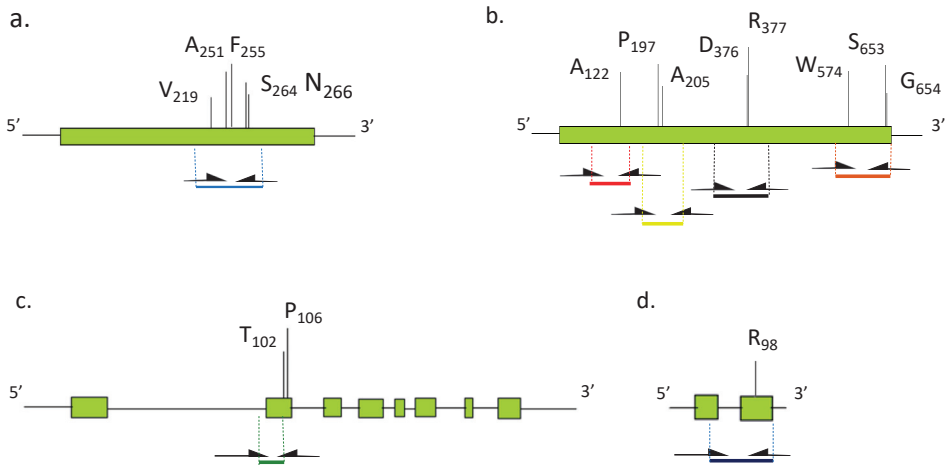 a.
A251 F255
V219 S264 N266
5’ 3’
b.
R377
P197 D376 S653
A122 A205 W574 G654
5’ 3’
c.
P106
T102
5’ 3’
d.
R98
5’ 3’